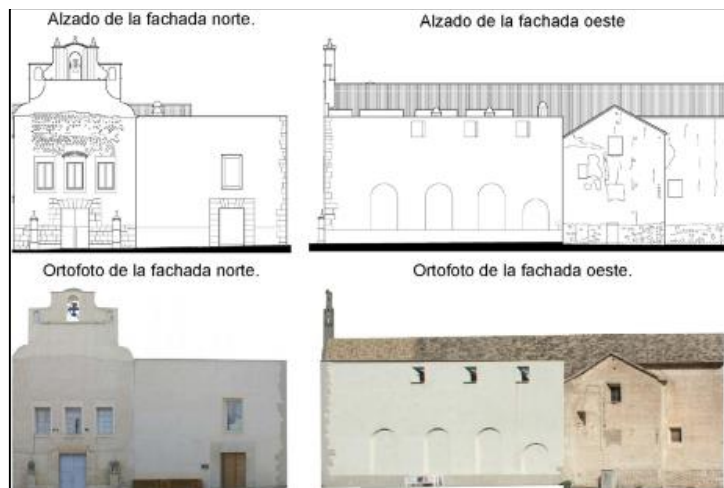 Alzado de la fachada norte.
Alzado de la fachada oeste
Ortofoto de la fachada norte.
Ortofoto de la fachada oeste.